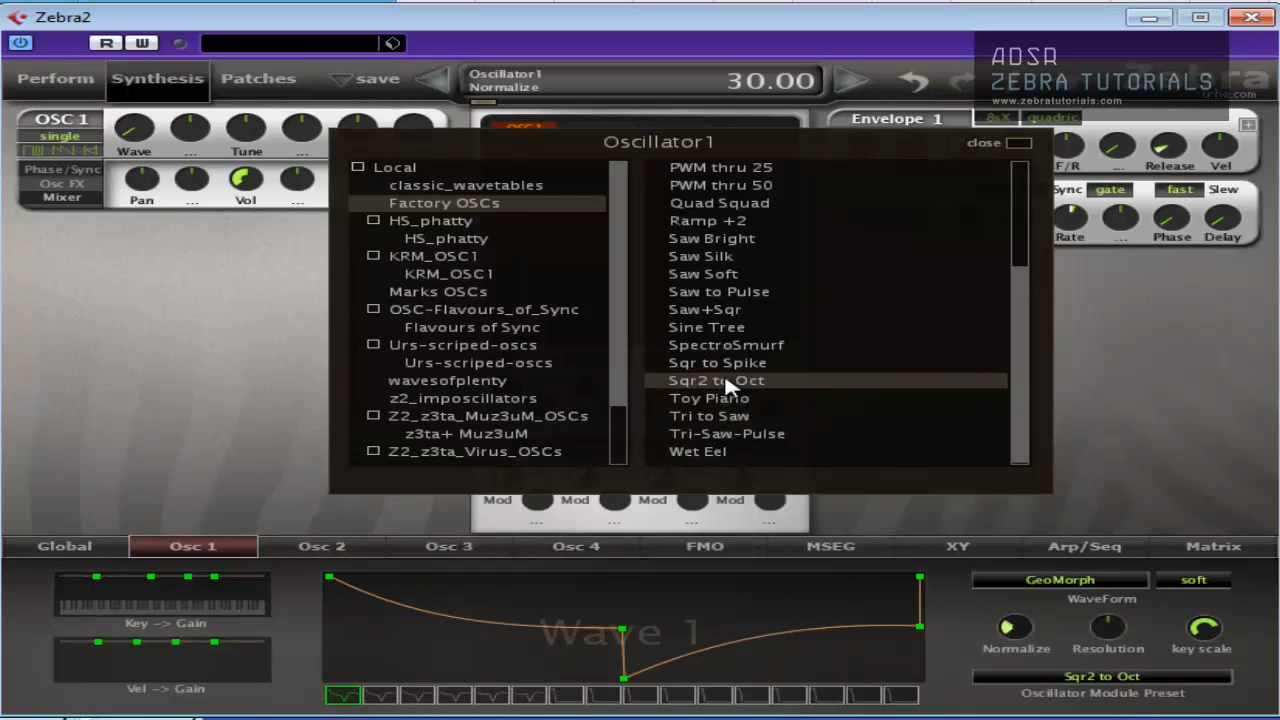 Zebra2
R W
ADSR
ZEBRA TUTORIALS
www.zebratutorials.com
Perform Synthesis Patches save
Oscillator1
Normalize
30.00
OSC 1
single
Wave ... Tune ...
Phase/Sync
Osc FX
Mixer
Pan ... Vol ...
Envelope 1
8sX quadric
F/R ... Release Vel
Sync gate fast Slew
Rate ... Phase Delay
Oscillator1
close
Local
classic_wavetables
Factory OSCs
HS_phatty
HS_phatty
KRM_OSC1
KRM_OSC1
Marks OSCs
OSC-Flavours_of_Sync
Flavours of Sync
Urs-scriped-oscs
Urs-scriped-oscs
wavesofplenty
z2_imposcillators
Z2_z3ta_Muz3uM_OSCs
z3ta+ Muz3uM
Z2_z3ta_Virus_OSCs
PWM thru 25
PWM thru 50
Quad Squad
Ramp +2
Saw Bright
Saw Silk
Saw Soft
Saw to Pulse
Saw+Sqr
Sine Tree
SpectroSmurf
Sqr to Spike
Sqr2 to Oct
Toy Piano
Tri to Saw
Tri-Saw-Pulse
Wet Eel
Mod Mod Mod Mod
... ... ... ...
Global Osc 1 Osc 2 Osc 3 Osc 4 FMO MSEG XY Arp/Seq Matrix
Key -> Gain
Vel -> Gain
Wave 1
GeoMorph soft
WaveForm
Normalize Resolution key scale
Sqr2 to Oct
Oscillator Module Preset